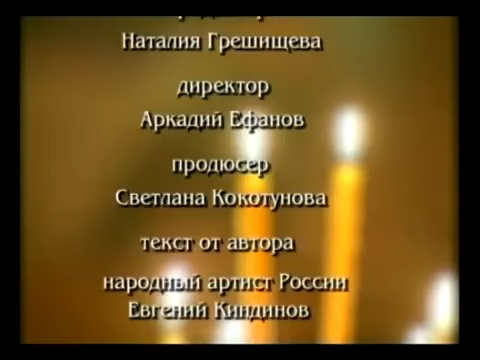 Наталия Грешищева
директор
Аркадий Ефанов
продюсер
Светлана Кокотунова
текст от автора
народный артист России
Евгений Киндинов